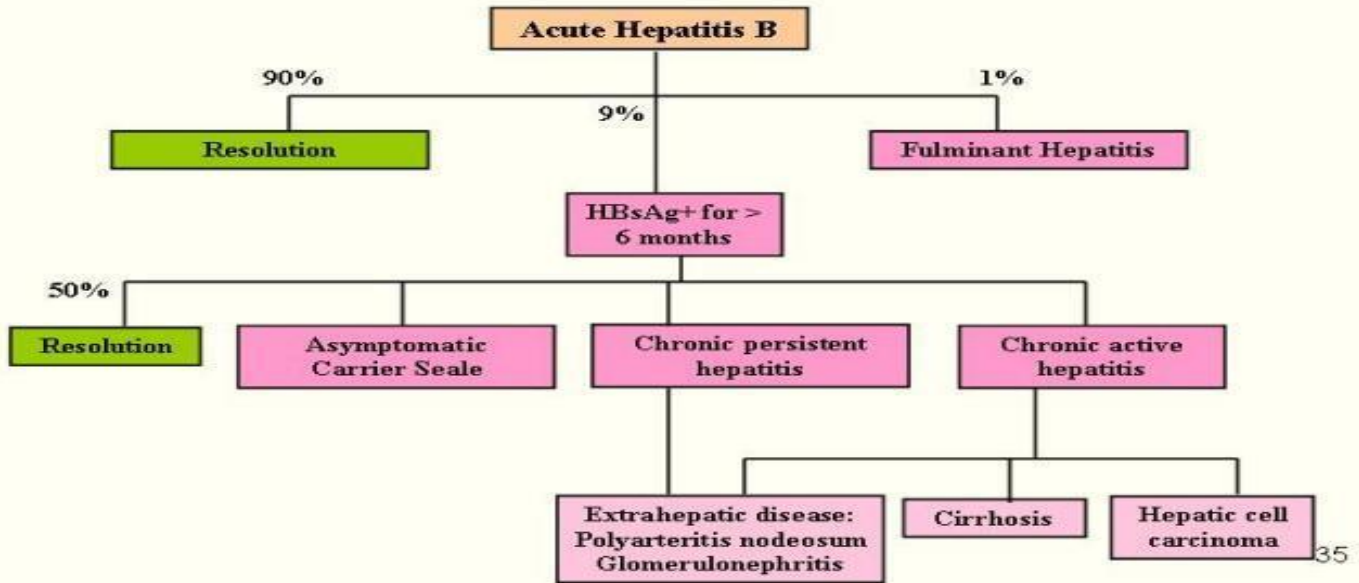 Acute Hepatitis B
90%
9%
1%
Resolution
Fulminant Hepatitis
HBsAg+ for >
6 months
50%
Resolution
Asymptomatic
Carrier Seale
Chronic persistent
hepatitis
Chronic active
hepatitis
Extrahepatic disease:
Polyarteritis nodeosum
Glomerulonephritis
Cirrhosis
Hepatic cell
carcinoma
35